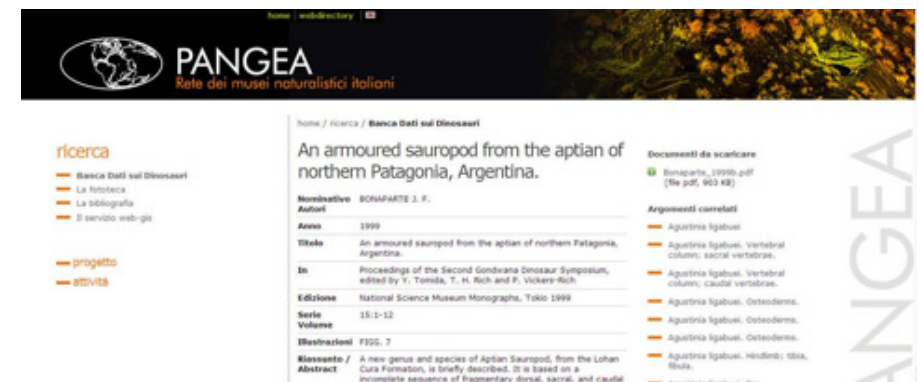 home webdirectory
PANGEA
Rete dei musei naturalistici italiani
home / ricerca / Banca Dati sui Dinosauri
ricerca
Banca Dati sui Dinosauri
La fototeca
La bibliografia
Il servizio web-gis
progetto
attività
An armoured sauropod from the aptian of
northern Patagonia, Argentina.
Nominativo Autori BONAPARTE J. F.
Anno 1999
Titolo An armoured sauropod from the aptian of northern Patagonia,
Argentina.
In Proceedings of the Second Gondwana Dinosaur Symposium,
edited by Y. Tomida, T. H. Rich and P. Vickers-Rich
Edizione National Science Museum Monographs, Tokio 1999
Serie Volume 15:1-12
Illustrazioni FIGG. 7
Riassunto / Abstract A new genus and species of Aptian Sauropod, from the Lohan
Cura Formation, is briefly described. It is based on a
incomplete sequence of fragmentary dorsal, sacral, and caudal
Documenti da scaricare
Bonaparte_1999b.pdf
(file pdf, 903 KB)
Argomenti correlati
Agustinia ligabuei
Agustinia ligabuei. Vertebral
column; sacral vertebrae.
Agustinia ligabuei. Vertebral
column; caudal vertebrae.
Agustinia ligabuei. Osteoderms.
Agustinia ligabuei. Osteoderms.
Agustinia ligabuei. Osteoderms.
Agustinia ligabuei. Hindlimb; tibia,
fibula.
ANGEA